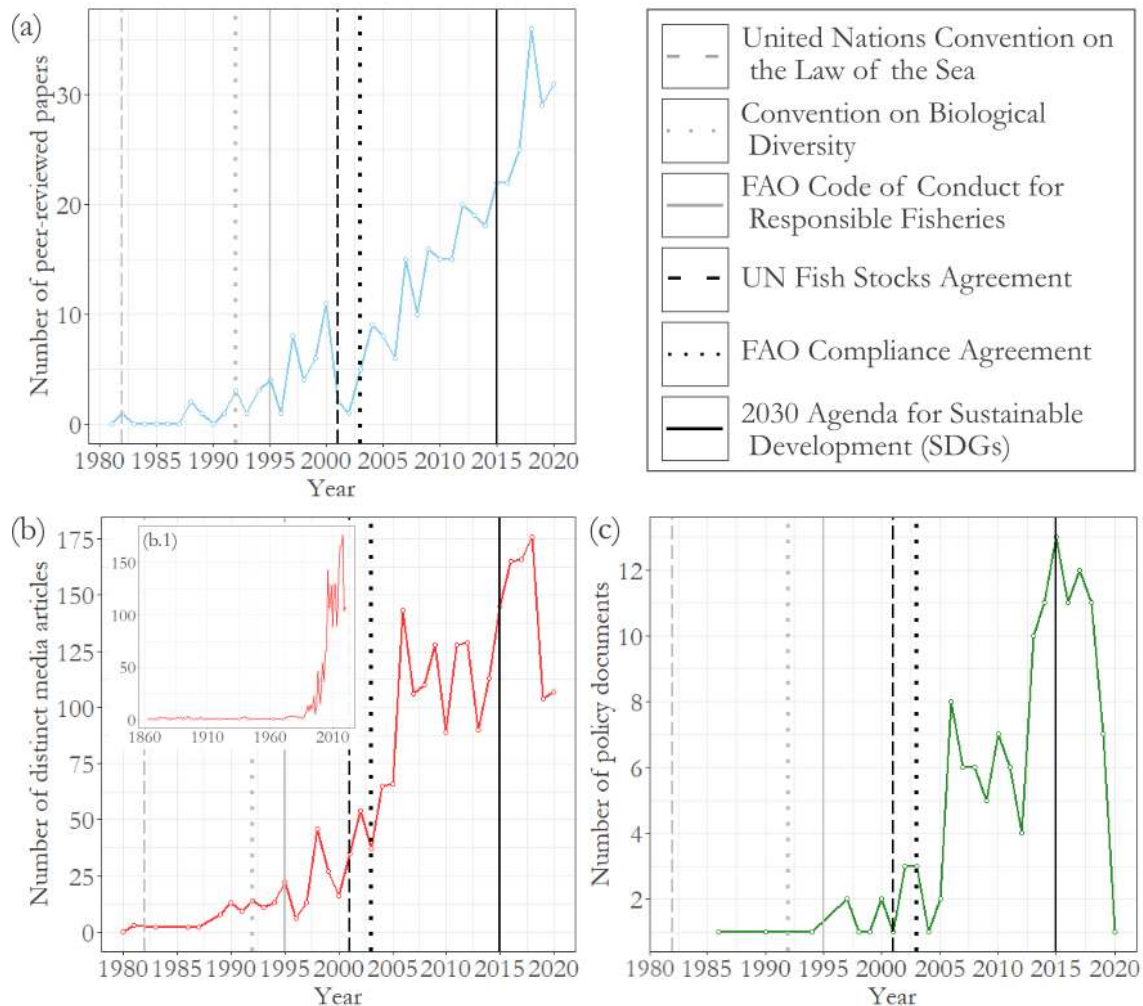 (a)
Number of peer-reviewed papers
30
20
10
0
1980 1985 1990 1995 2000 2005 2010 2015 2020
Year
United Nations Convention on
the Law of the Sea
Convention on Biological
Diversity
FAO Code of Conduct for
Responsible Fisheries
UN Fish Stocks Agreement
FAO Compliance Agreement
2030 Agenda for Sustainable
Development (SDGs)
(b)
Number of distinct media articles
175
150
125
100
75
50
25
0
1980 1985 1990 1995 2000 2005 2010 2015 2020
Year
(b.1)
150
100
50
0
1860 1910 1960 2010
(c)
Number of policy documents
12
10
8
6
4
2
1980 1985 1990 1995 2000 2005 2010 2015 2020
Year